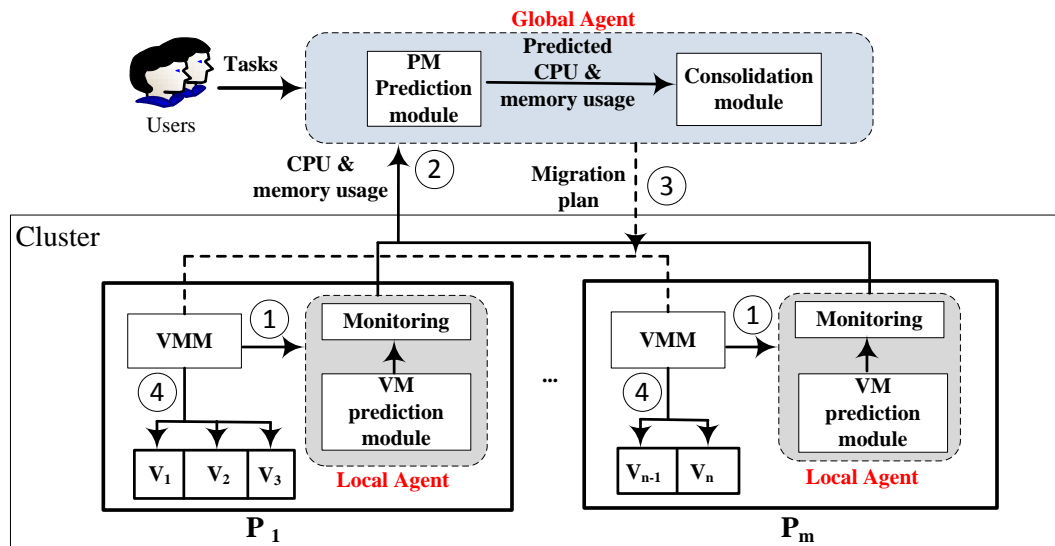 Global Agent
Tasks
Users
PM
Prediction
module
Predicted
CPU &
memory usage
Consolidation
module
CPU &
memory usage
2
Migration
plan
3
Cluster
VMM
1
Monitoring
VM
prediction
module
4
V1
V2
V3
Local Agent
P 1
...
VMM
1
Monitoring
VM
prediction
module
4
Vn-1
Vn
Local Agent
Pm